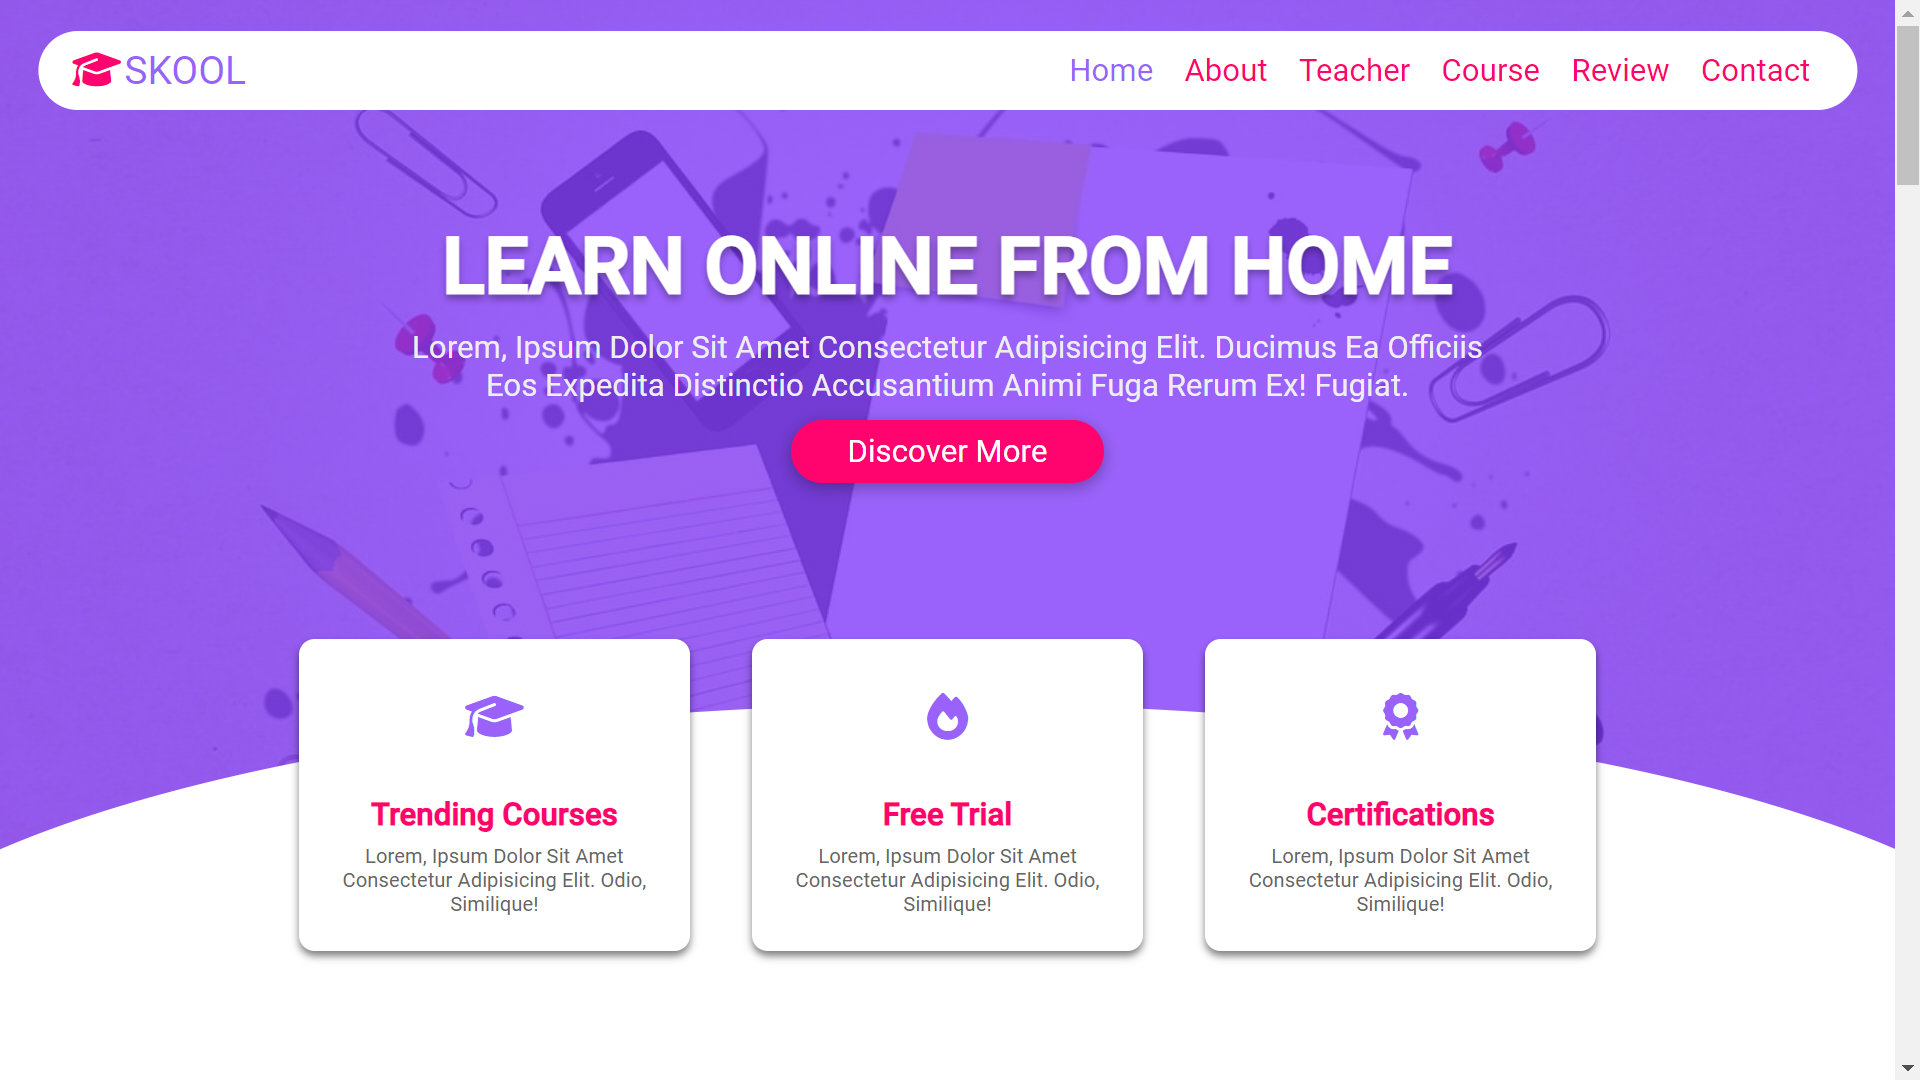 SKOOL
Home About Teacher Course Review Contact
LEARN ONLINE FROM HOME
Lorem, Ipsum Dolor Sit Amet Consectetur Adipisicing Elit. Ducimus Ea Officiis
Eos Expedita Distinctio Accusantium Animi Fuga Rerum Ex! Fugiat.
Discover More
Trending Courses
Lorem, Ipsum Dolor Sit Amet
Consectetur Adipisicing Elit. Odio,
Similique!
Free Trial
Lorem, Ipsum Dolor Sit Amet
Consectetur Adipisicing Elit. Odio,
Similique!
Certifications
Lorem, Ipsum Dolor Sit Amet
Consectetur Adipisicing Elit. Odio,
Similique!